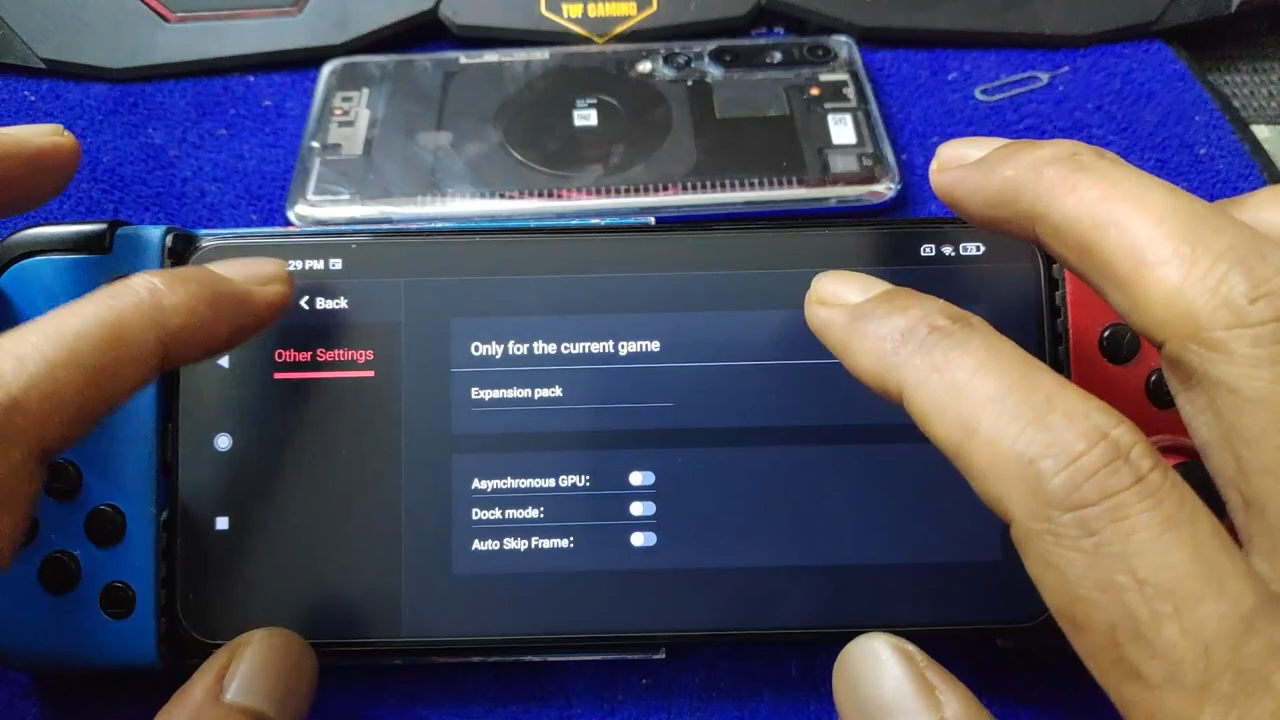 TUF GAMING
:29 PM
73
Back
Other Settings
Only for the current game
Expansion pack
Asynchronous GPU:
Dock mode:
Auto Skip Frame: